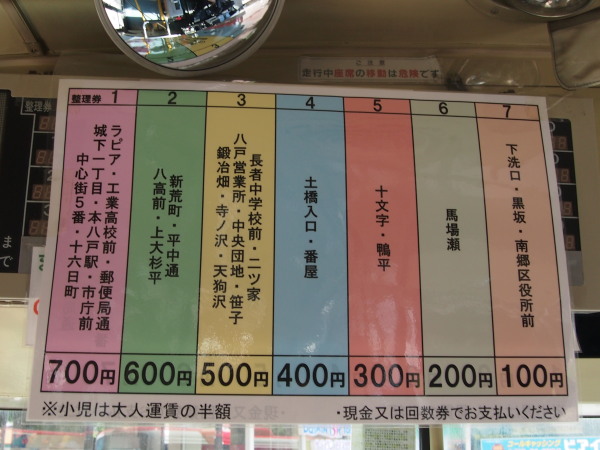 ご注意
走行中座席の移動は危険です
整理券 1
2
3
4
5
6
7
ラピア・工業高校前・郵便局通
城下一丁目・本八戸駅・市庁前
中心街5番・十六日町
新荒町・平中通
八高前・上大杉平
長者中学校前・二ツ家
八戸営業所・中央団地・笹子
鍛冶畑・寺ノ沢・天狗沢
土橋入口・番屋
十文字・鴨平
馬場瀬
下洗口・黒坂・南郷区役所前
700円
600円
500円
400円
300円
200円
100円
※小児は大人運賃の半額
・現金又は回数券でお支払いください
整理券
まで